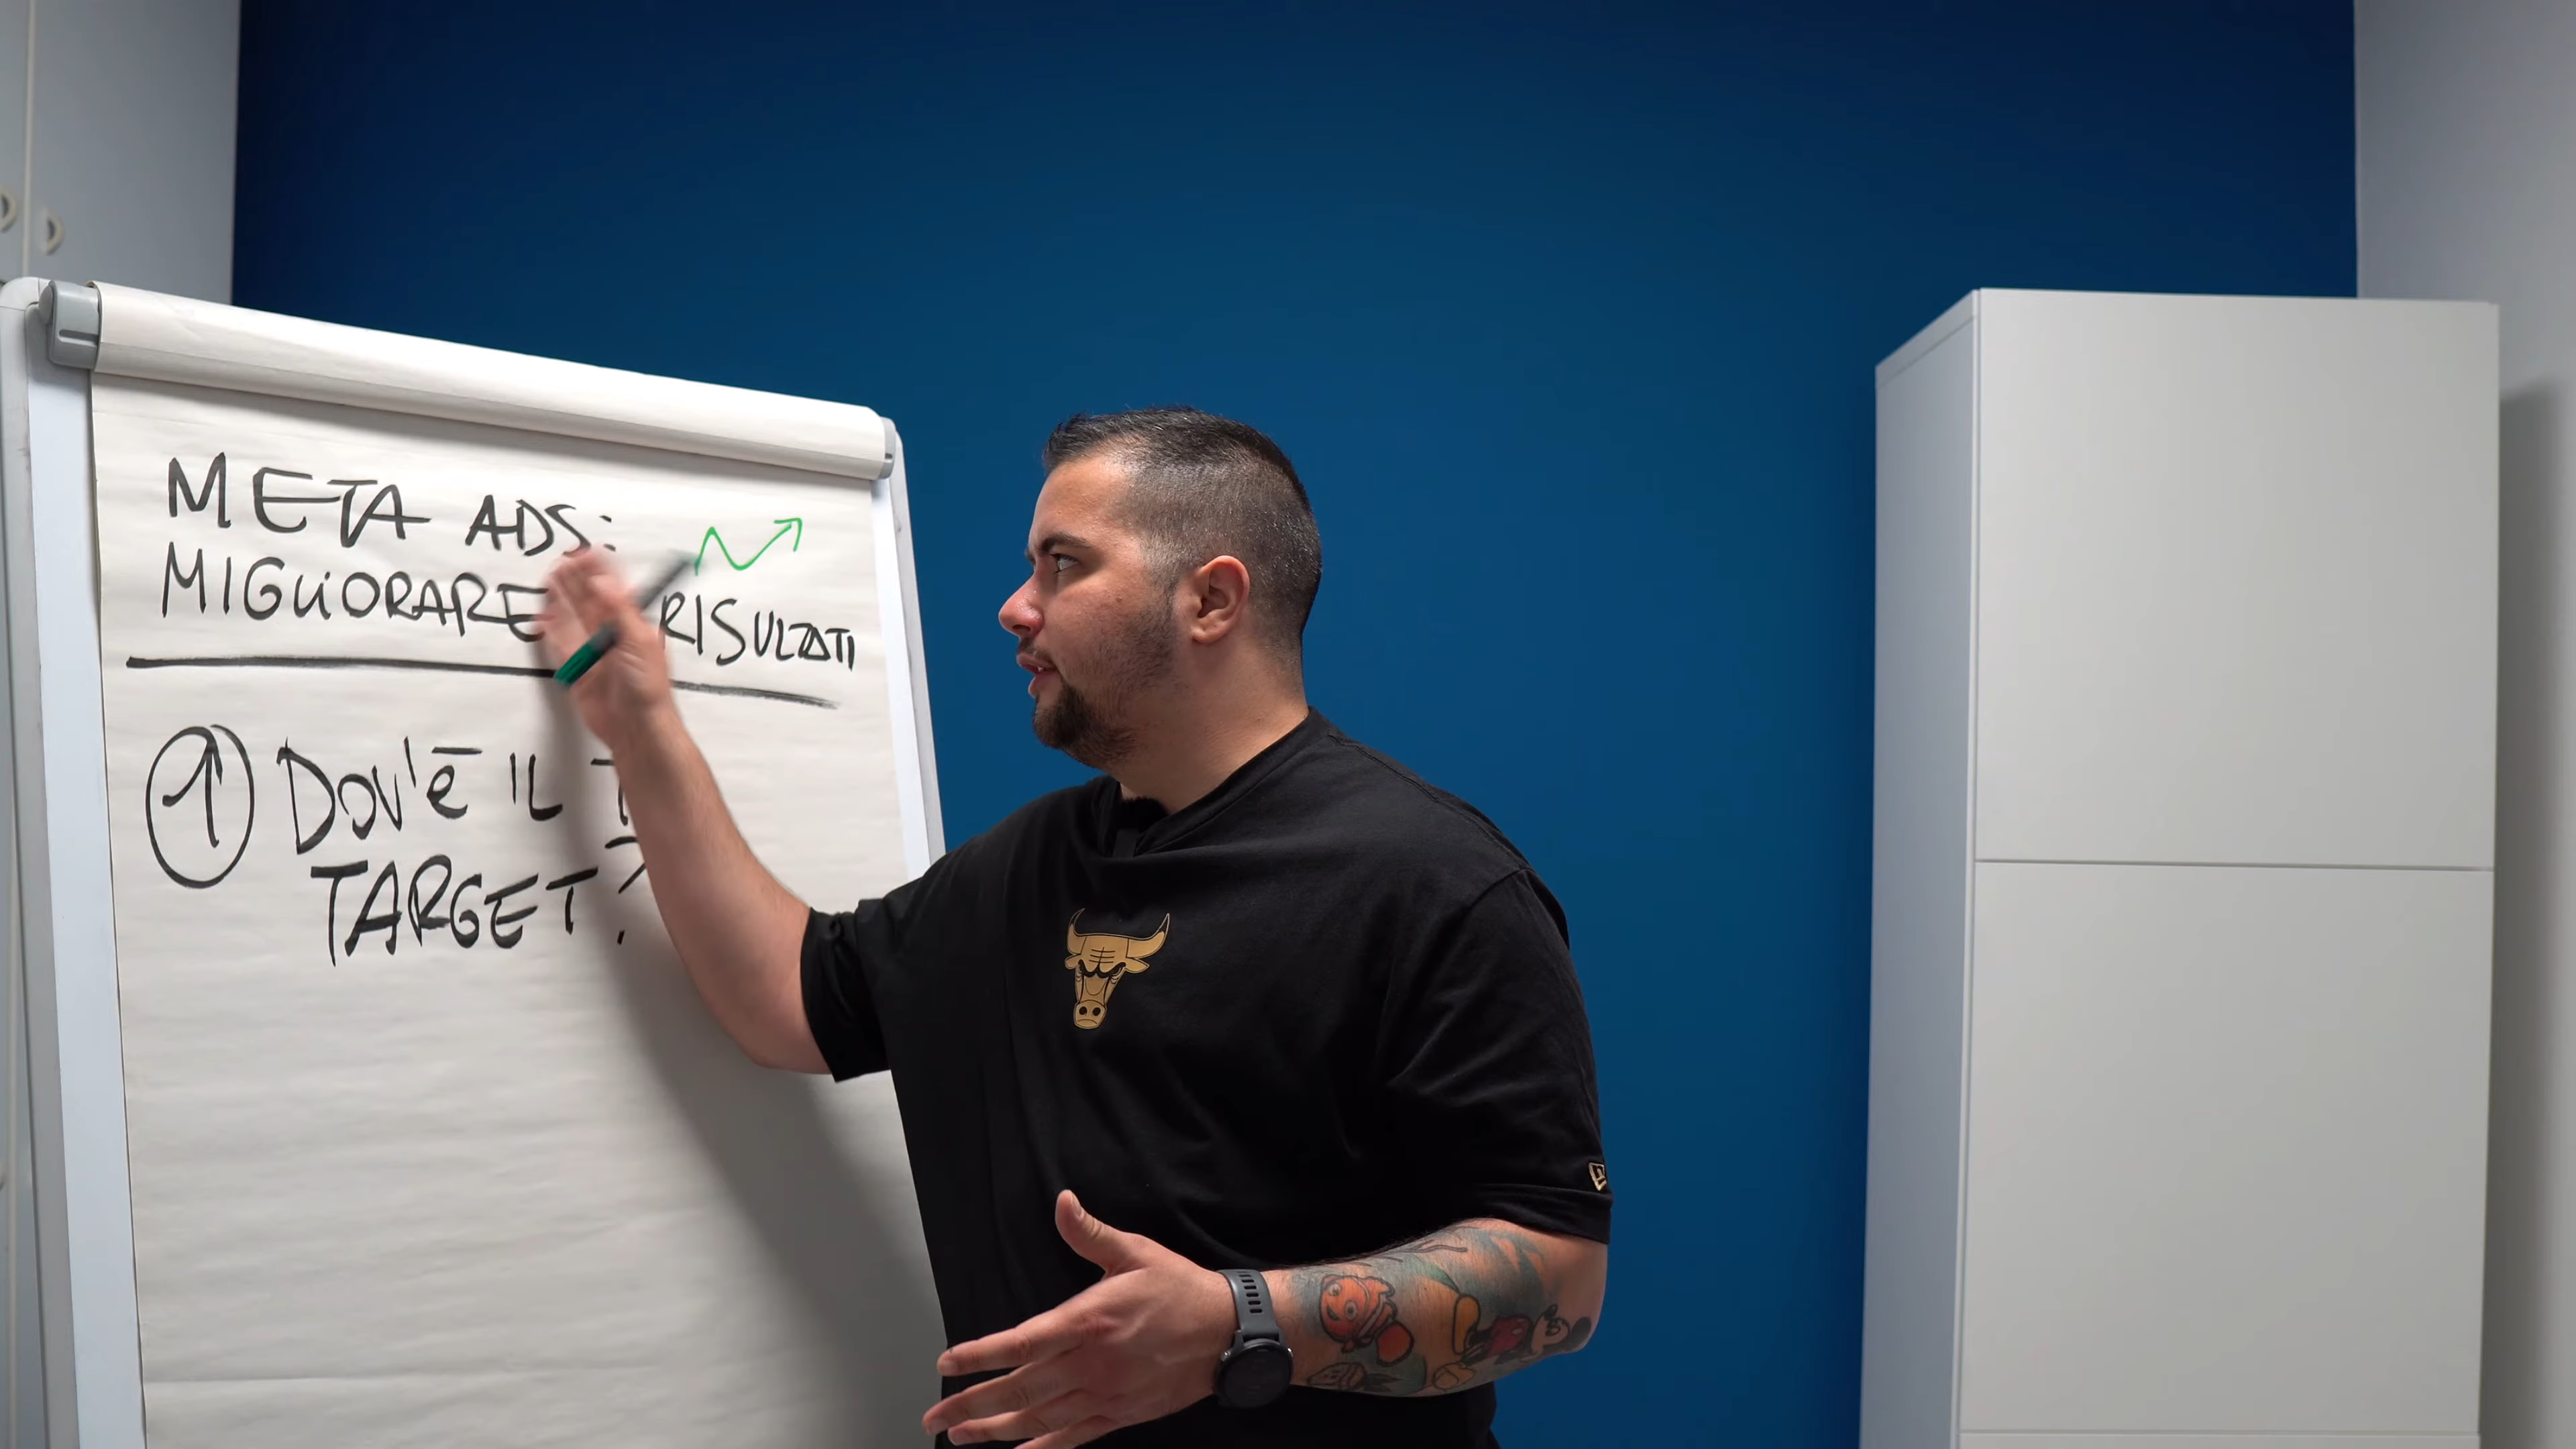 META ADS:
MIGLIORARE RISULTATI
1 DOV'È IL
TARGET?